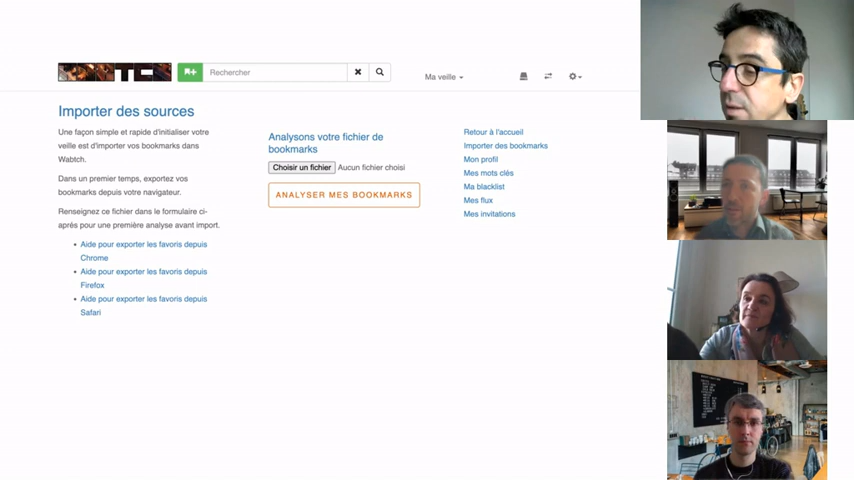 TC
Rechercher
Ma veille
Importer des sources
Une façon simple et rapide d'initialiser votre
veille est d'importer vos bookmarks dans
Wabtch.
Dans un premier temps, exportez vos
bookmarks depuis votre navigateur.
Renseignez ce fichier dans le formulaire ci-
après pour une première analyse avant import.
Aide pour exporter les favoris depuis
Chrome
Aide pour exporter les favoris depuis
Firefox
Aide pour exporter les favoris depuis
Safari
Analysons votre fichier de
bookmarks
Choisir un fichier Aucun fichier choisi
ANALYSER MES BOOKMARKS
Retour à l'accueil
Importer des bookmarks
Mon profil
Mes mots clés
Ma blacklist
Mes flux
Mes invitations